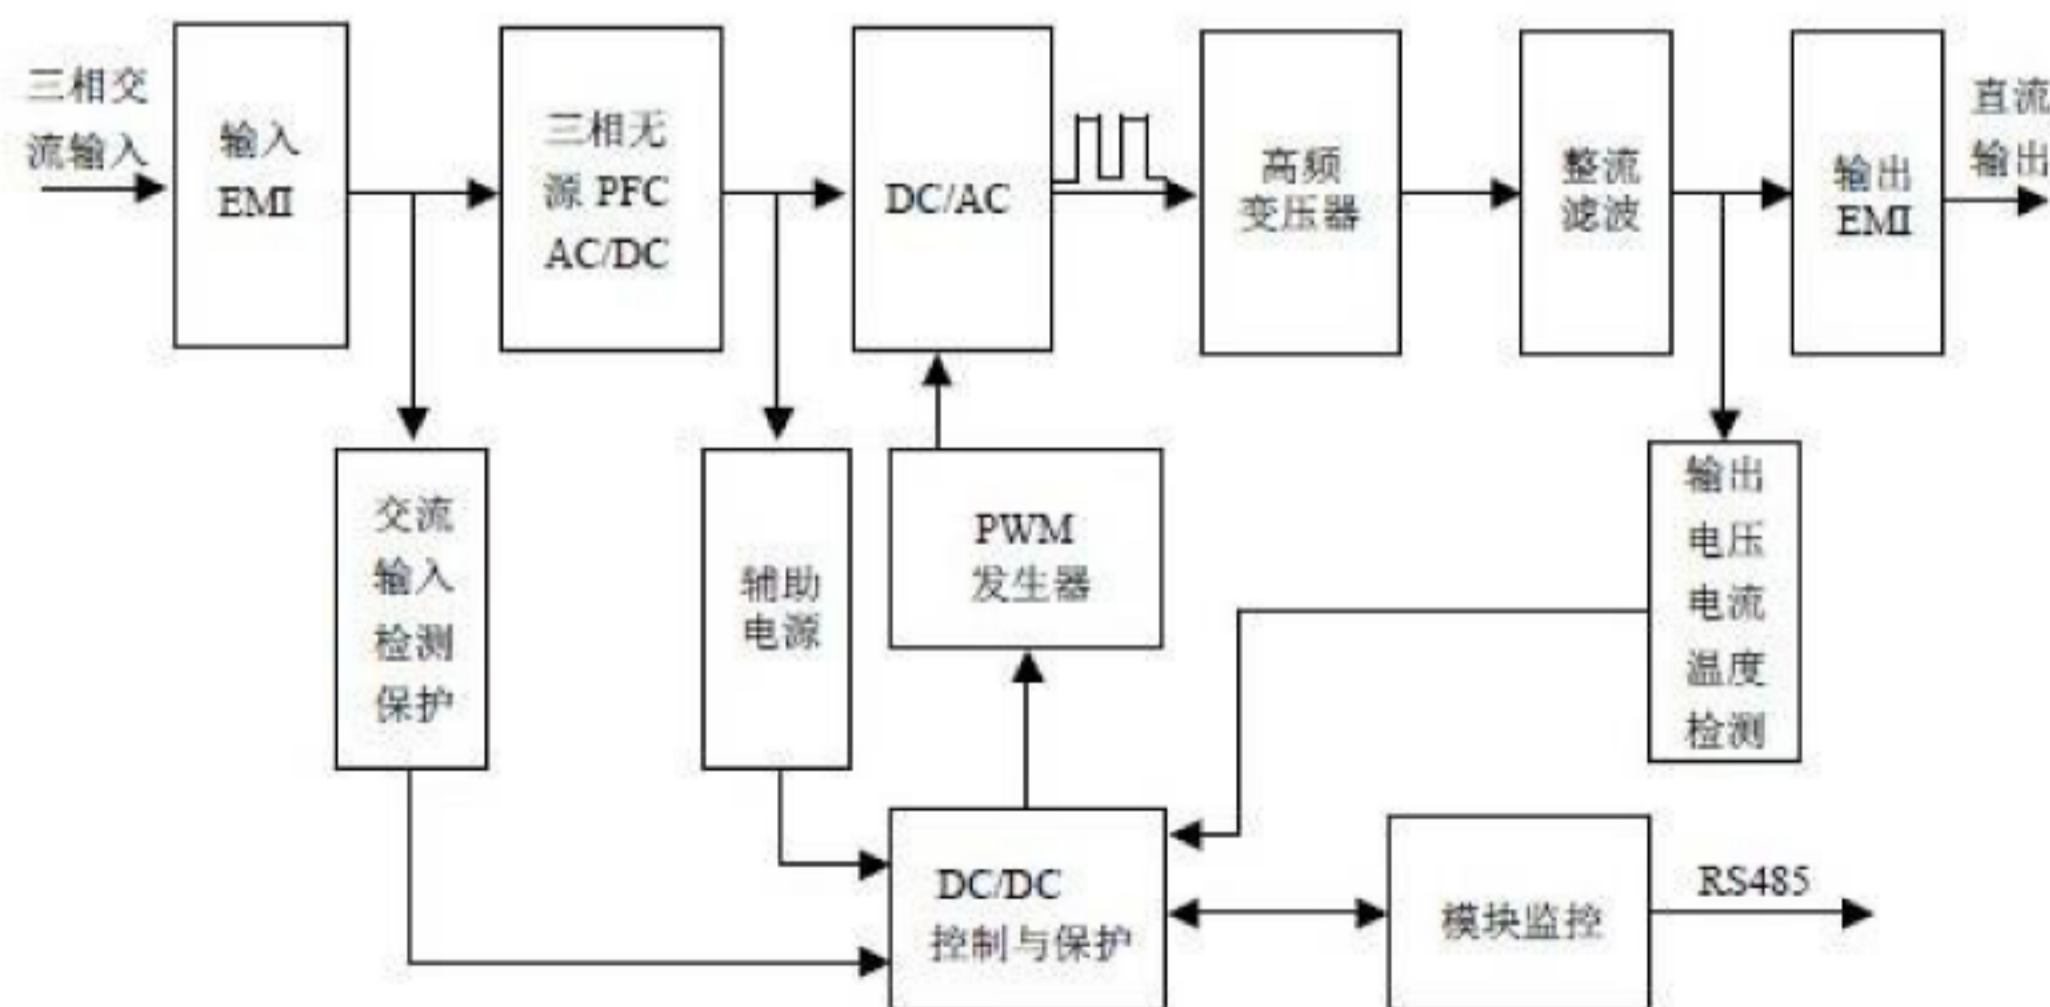 三相交
流输入
输入
EMI
三相无
源 PFC
AC/DC
DC/AC
高频
变压器
整流
滤波
输出
EMI
直流
输出
交流
输入
检测
保护
辅助
电源
PWM
发生器
输出
电压
电流
温度
检测
DC/DC
控制与保护
模块监控
RS485